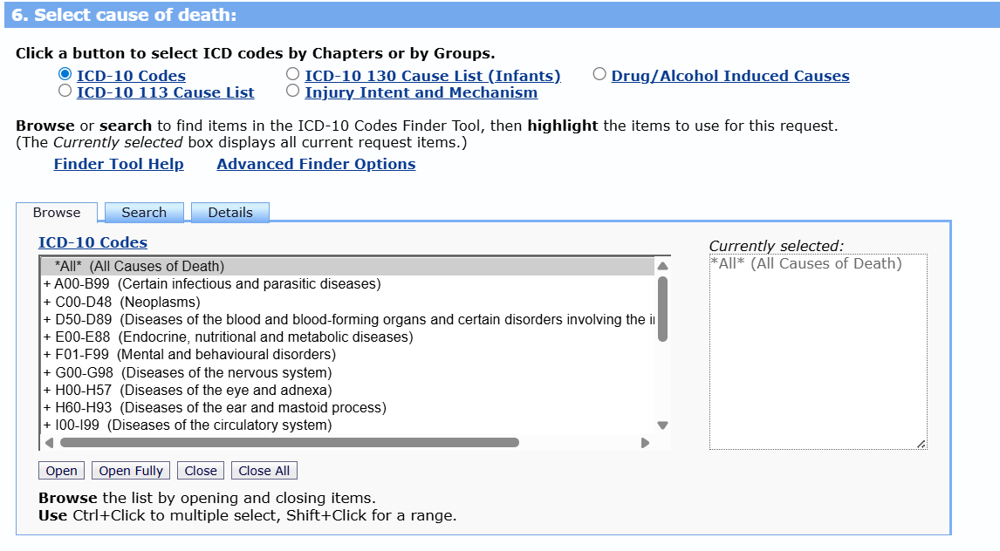 6. Select cause of death:
Click a button to select ICD codes by Chapters or by Groups.
ICD-10 Codes ICD-10 130 Cause List (Infants) Drug/Alcohol Induced Causes
ICD-10 113 Cause List Injury Intent and Mechanism
Browse or search to find items in the ICD-10 Codes Finder Tool, then highlight the items to use for this request.
(The Currently selected box displays all current request items.)
Finder Tool Help Advanced Finder Options
Browse Search Details
ICD-10 Codes
*All* (All Causes of Death)
+ A00-B99 (Certain infectious and parasitic diseases)
+ C00-D48 (Neoplasms)
+ D50-D89 (Diseases of the blood and blood-forming organs and certain disorders involving the
+ E00-E88 (Endocrine, nutritional and metabolic diseases)
+ F01-F99 (Mental and behavioural disorders)
+ G00-G98 (Diseases of the nervous system)
+ H00-H57 (Diseases of the eye and adnexa)
+ H60-H93 (Diseases of the ear and mastoid process)
+ I00-I99 (Diseases of the circulatory system)
Currently selected:
*All* (All Causes of Death)
Open Open Fully Close Close All
Browse the list by opening and closing items.
Use Ctrl+Click to multiple select, Shift+Click for a range.